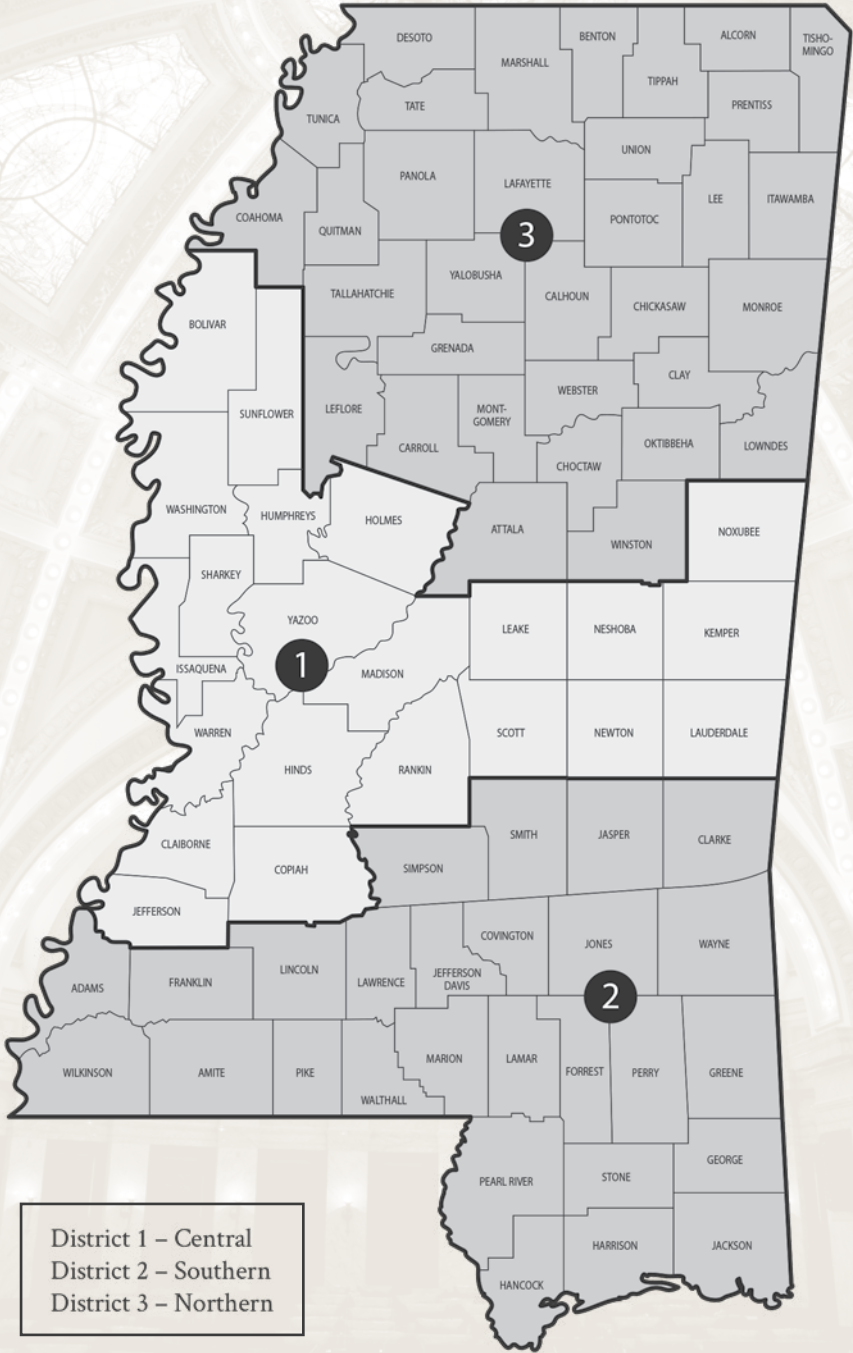 DESOTO
BENTON
ALCORN
TISHO-
MINGO
MARSHALL
TIPPAH
TUNICA
TATE
PRENTISS
UNION
PANOLA
LAFAYETTE
LEE
ITAWAMBA
COAHOMA
QUITMAN
PONTOTOC
3
TALLAHATCHIE
YALOBUSHA
CALHOUN
CHICKASAW
MONROE
BOLIVAR
GRENADA
CLAY
WEBSTER
SUNFLOWER
LEFLORE
MONT-
GOMERY
CARROLL
OKTIBBEHA
LOWNDES
CHOCTAW
WASHINGTON
HUMPHREYS
HOLMES
ATTALA
WINSTON
NOXUBEE
SHARKEY
YAZOO
LEAKE
NESHOBA
KEMPER
1
ISSAQUENA
MADISON
WARREN
SCOTT
NEWTON
LAUDERDALE
HINDS
RANKIN
CLAIBORNE
SMITH
JASPER
CLARKE
COPIAH
SIMPSON
JEFFERSON
COVINGTON
JONES
WAYNE
ADAMS
FRANKLIN
LINCOLN
LAWRENCE
JEFFERSON
DAVIS
2
WILKINSON
AMITE
PIKE
MARION
LAMAR
FORREST
PERRY
GREENE
WALTHALL
GEORGE
PEARL RIVER
STONE
HARRISON
JACKSON
HANCOCK
District 1 – Central
District 2 – Southern
District 3 – Northern